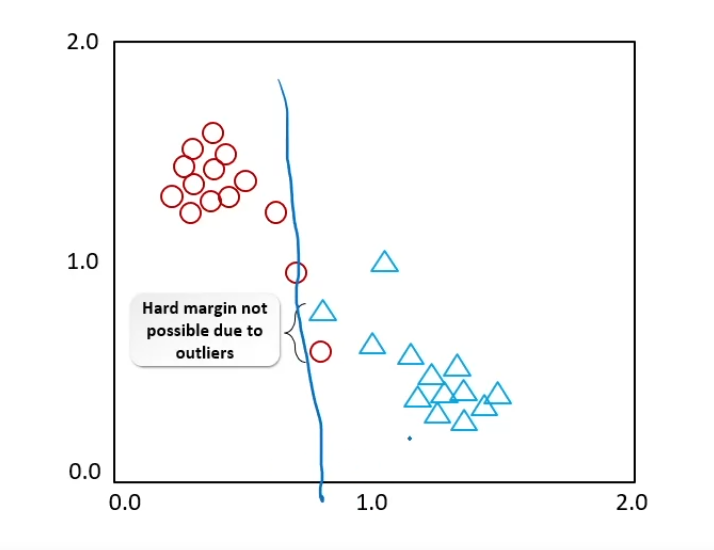 2.0
1.0
Hard margin not
possible due to
outliers
0.0
0.0 1.0 2.0